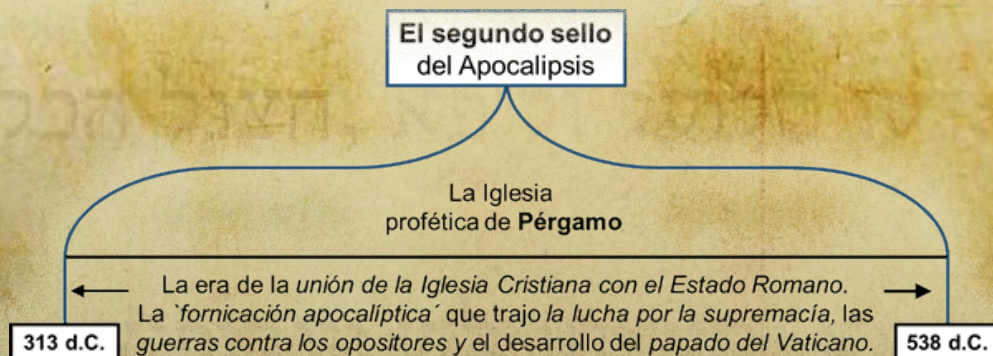 El segundo sello
del Apocalipsis
La Iglesia
profética de Pérgamo
La era de la unión de la Iglesia Cristiana con el Estado Romano.
La `fornicación apocalíptica´ que trajo la lucha por la supremacía, las
guerras contra los opositores y el desarrollo del papado del Vaticano.
313 d.C.
538 d.C.